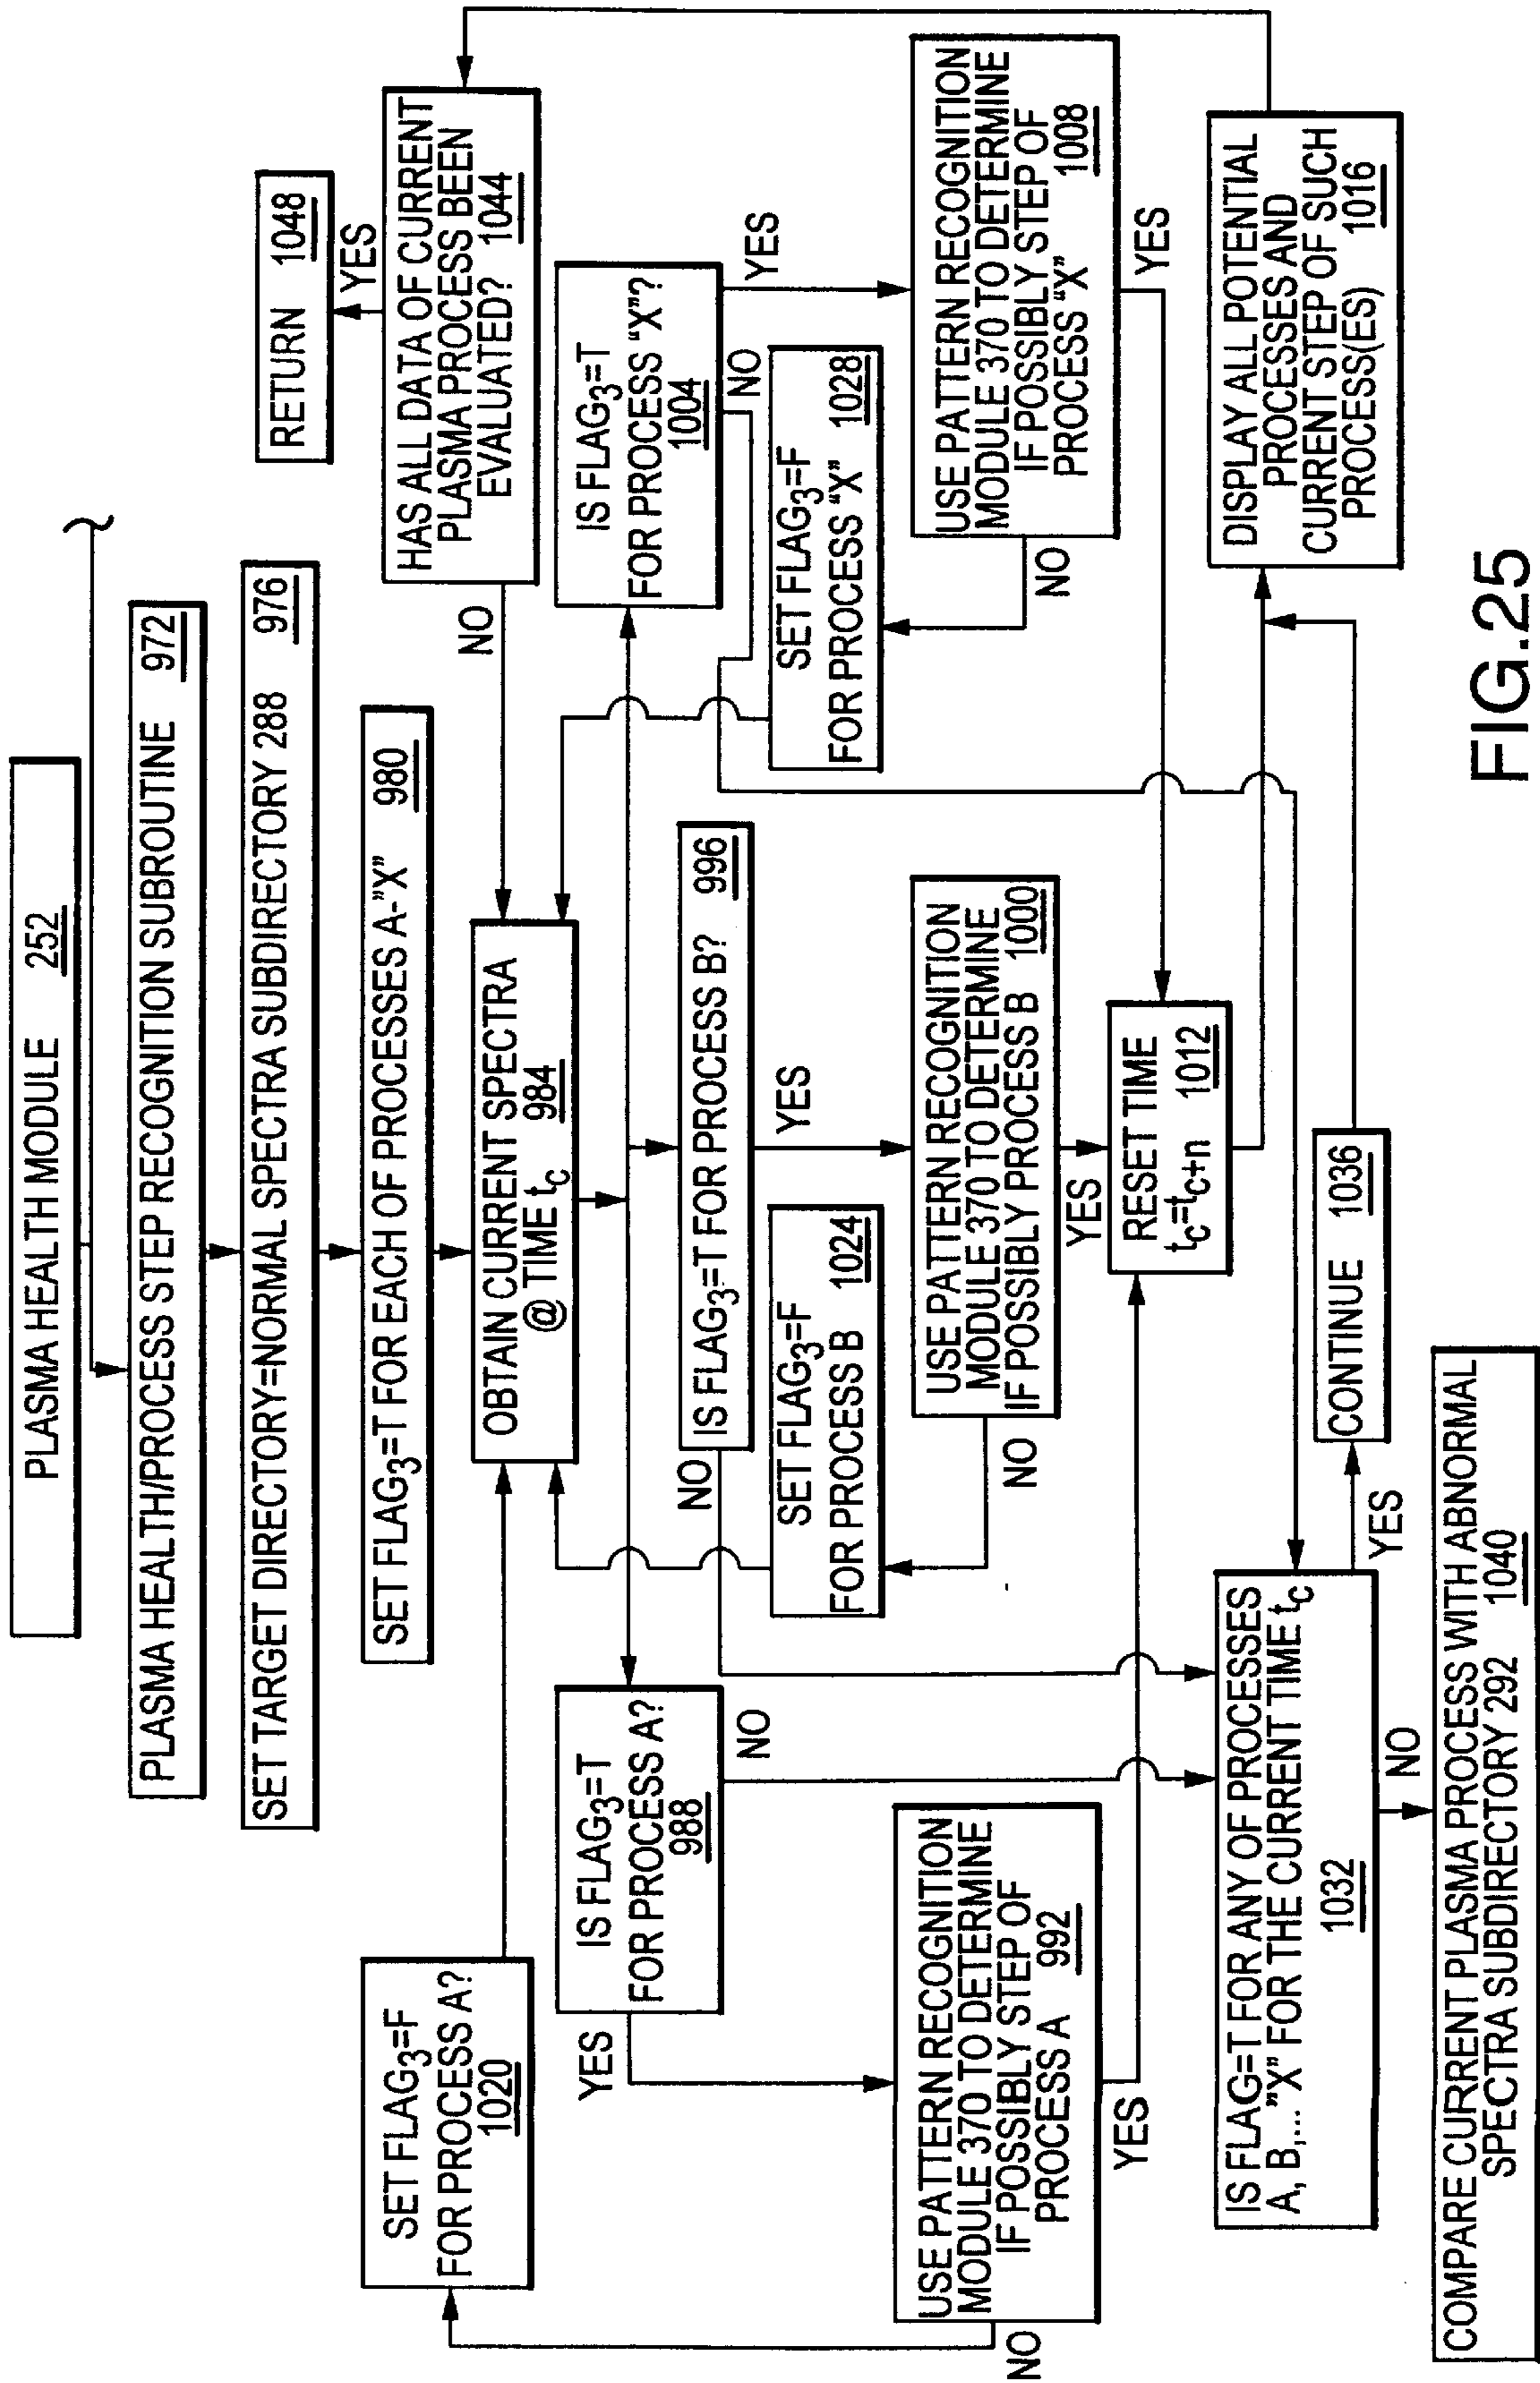 PLASMA HEALTH MODULE 252
PLASMA HEALTH/PROCESS STEP RECOGNITION SUBROUTINE 972
SET TARGET DIRECTORY=NORMAL SPECTRA SUBDIRECTORY 288 976
SET FLAG3=T FOR EACH OF PROCESSES A-"X" 980
SET FLAG3=F
FOR PROCESS A?
1020
OBTAIN CURRENT SPECTRA
@ TIME tc
984
NO
HAS ALL DATA OF CURRENT
PLASMA PROCESS BEEN
EVALUATED? 1044
YES
RETURN 1048
IS FLAG3=T
FOR PROCESS A?
988
YES
NO
IS FLAG3=T FOR PROCESS B? 996
NO
YES
IS FLAG3=T
FOR PROCESS "X"?
1004
NO
YES
SET FLAG3=F
FOR PROCESS B 1024
SET FLAG3=F
FOR PROCESS "X" 1028
USE PATTERN RECOGNITION
MODULE 370 TO DETERMINE
IF POSSIBLY STEP OF
PROCESS A 992
NO
YES
USE PATTERN RECOGNITION
MODULE 370 TO DETERMINE
IF POSSIBLY PROCESS B 1000
NO
YES
USE PATTERN RECOGNITION
MODULE 370 TO DETERMINE
IF POSSIBLY STEP OF
PROCESS "X" 1008
NO
YES
RESET TIME
tc=tc+n 1012
IS FLAG=T FOR ANY OF PROCESSES
A, B,..."X" FOR THE CURRENT TIME tc
1032
YES
NO
CONTINUE 1036
DISPLAY ALL POTENTIAL
PROCESSES AND
CURRENT STEP OF SUCH
PROCESS(ES) 1016
COMPARE CURRENT PLASMA PROCESS WITH ABNORMAL
SPECTRA SUBDIRECTORY 292 1040
FIG.25